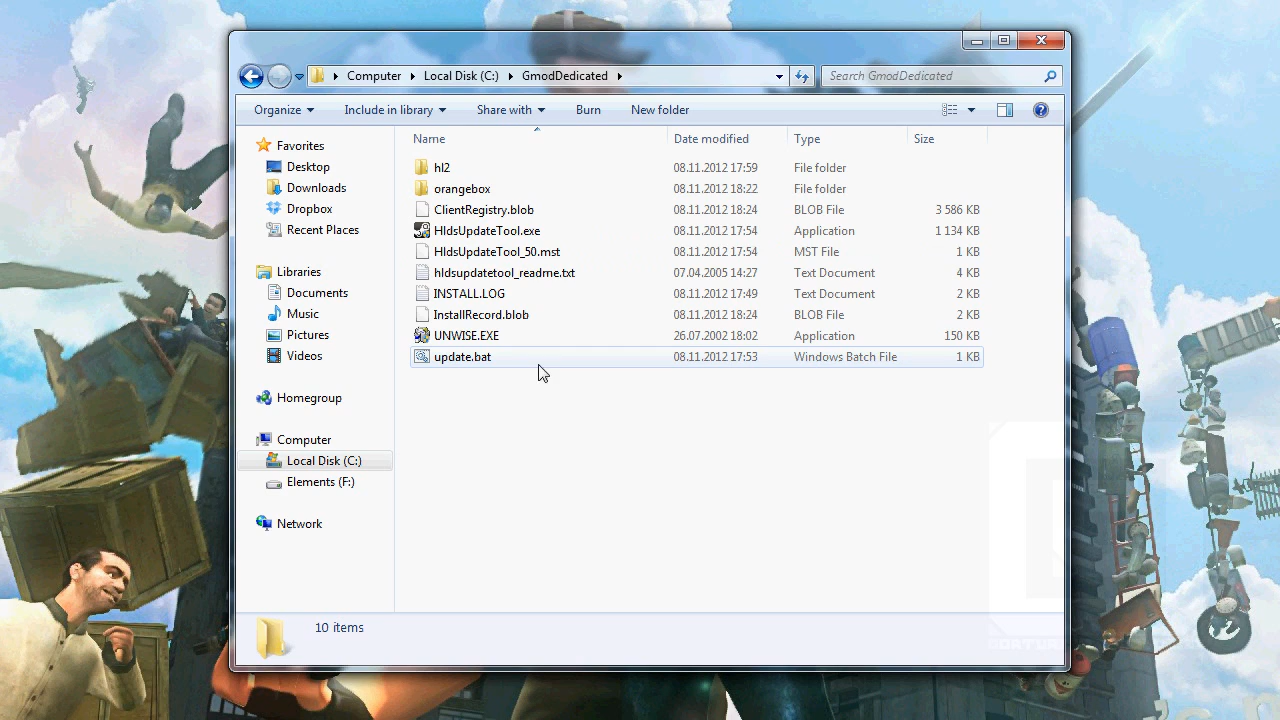 Computer Local Disk (C:) GmodDedicated Search GmodDedicated
Organize Include in library Share with Burn New folder
Name Date modified Type Size
Favorites
Desktop
Downloads
Dropbox
Recent Places
Libraries
Documents
Music
Pictures
Videos
Homegroup
Computer
Local Disk (C:)
Elements (F:)
Network
hl2 08.11.2012 17:59 File folder
orangebox 08.11.2012 18:22 File folder
ClientRegistry.blob 08.11.2012 18:24 BLOB File 3 586 KB
HldsUpdateTool.exe 08.11.2012 17:54 Application 1 134 KB
HldsUpdateTool_50.mst 08.11.2012 17:54 MST File 1 KB
hldsupdatetool_readme.txt 07.04.2005 14:27 Text Document 4 KB
INSTALL.LOG 08.11.2012 17:49 Text Document 2 KB
InstallRecord.blob 08.11.2012 18:24 BLOB File 2 KB
UNWISE.EXE 26.07.2002 18:02 Application 150 KB
update.bat 08.11.2012 17:53 Windows Batch File 1 KB
10 items